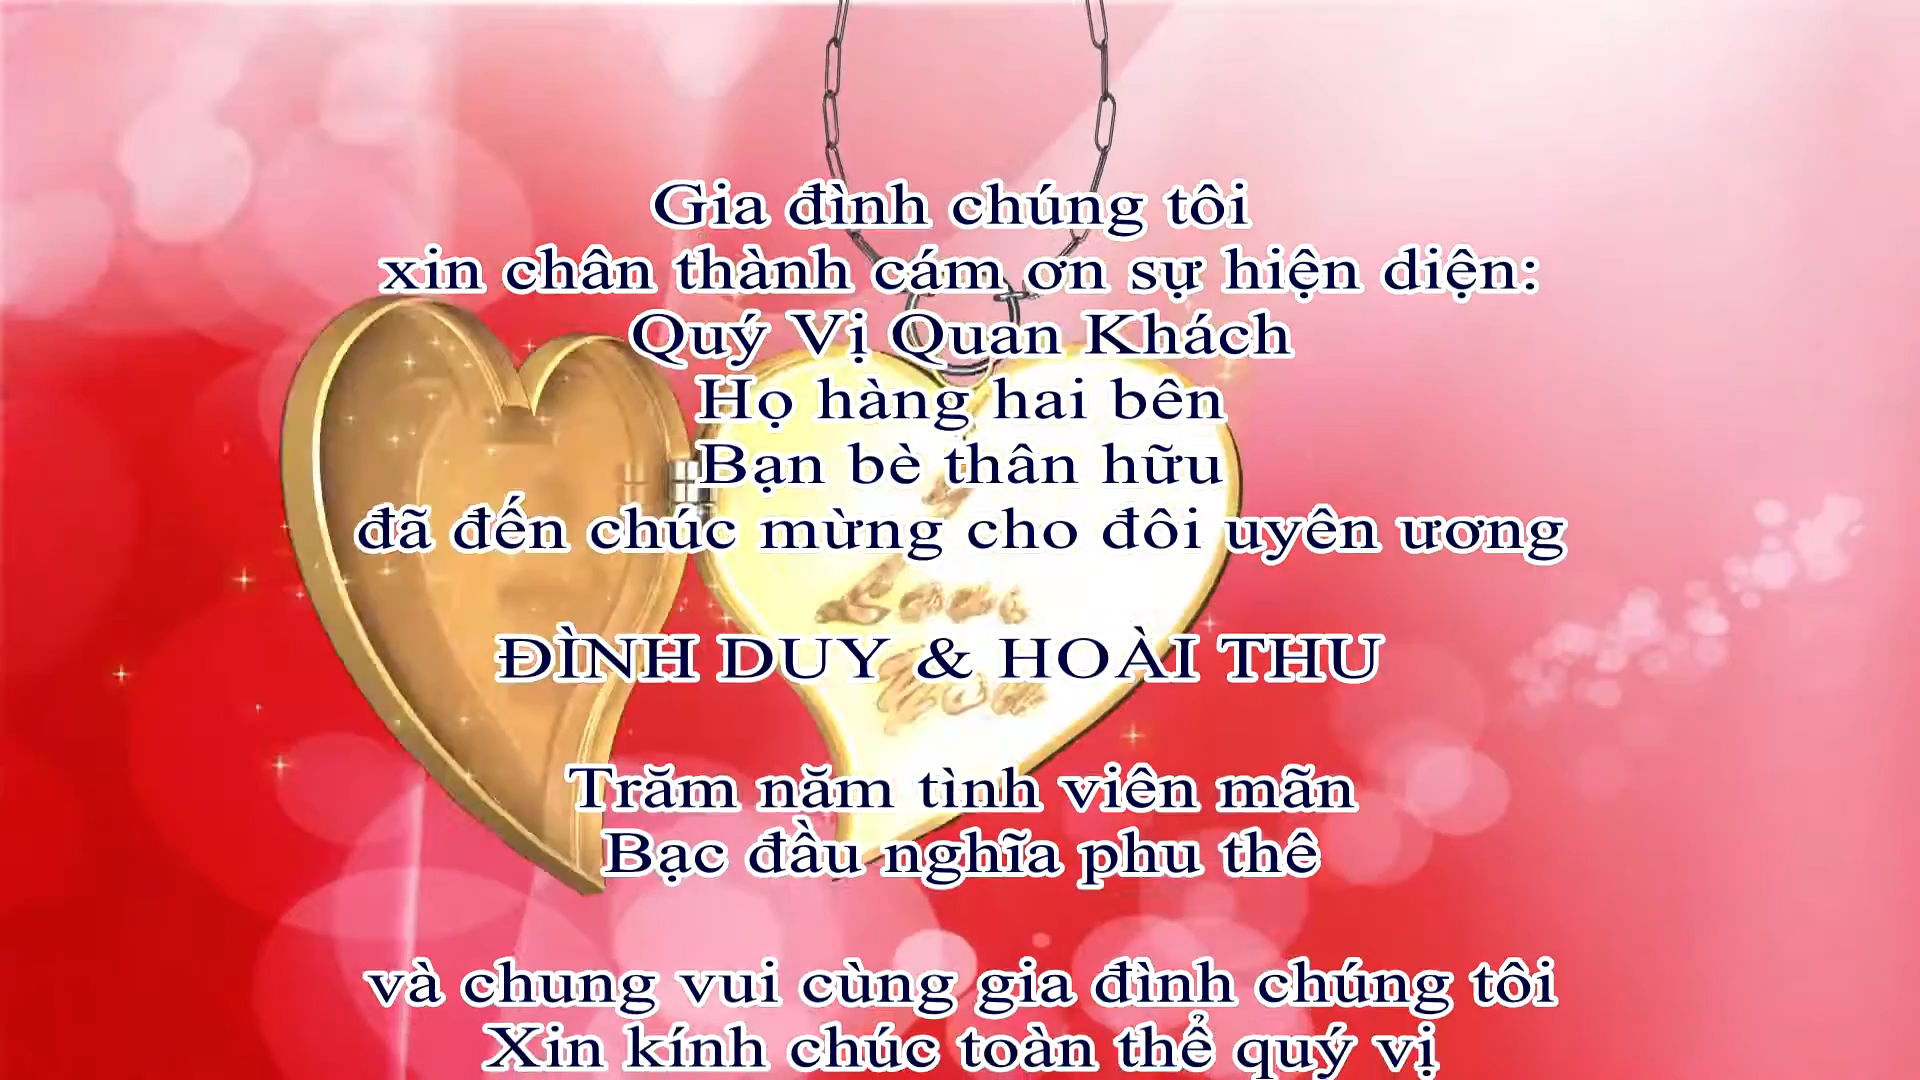 Gia đình chúng tôi
xin chân thành cám ơn sự hiện diện:
Quý Vị Quan Khách
Họ hàng hai bên
Bạn bè thân hữu
đã đến chúc mừng cho đôi uyên ương
ĐÌNH DUY & HOÀI THU
Trăm năm tình viên mãn
Bạc đầu nghĩa phu thê
và chung vui cùng gia đình chúng tôi
Xin kính chúc toàn thể quý vị